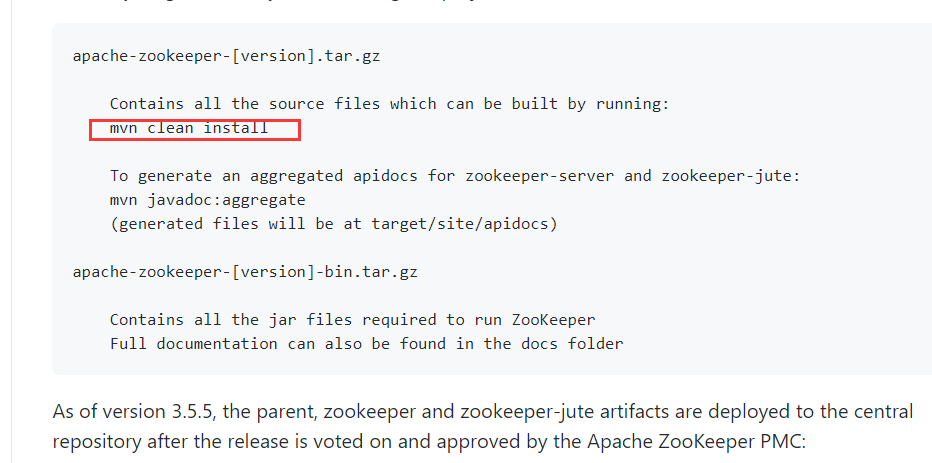 apache-zookeeper-[version].tar.gz
Contains all the source files which can be built by running:
mvn clean install
To generate an aggregated apidocs for zookeeper-server and zookeeper-jute:
mvn javadoc:aggregate
(generated files will be at target/site/apidocs)
apache-zookeeper-[version]-bin.tar.gz
Contains all the jar files required to run ZooKeeper
Full documentation can also be found in the docs folder
As of version 3.5.5, the parent, zookeeper and zookeeper-jute artifacts are deployed to the central
repository after the release is voted on and approved by the Apache ZooKeeper PMC: